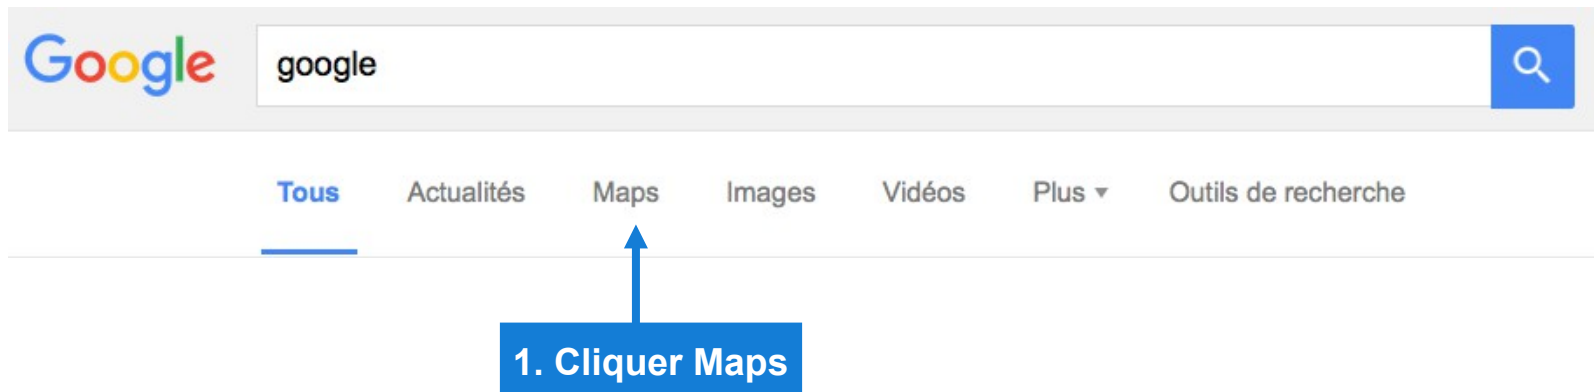 Google google
Tous Actualités Maps Images Vidéos Plus Outils de recherche
1. Cliquer Maps